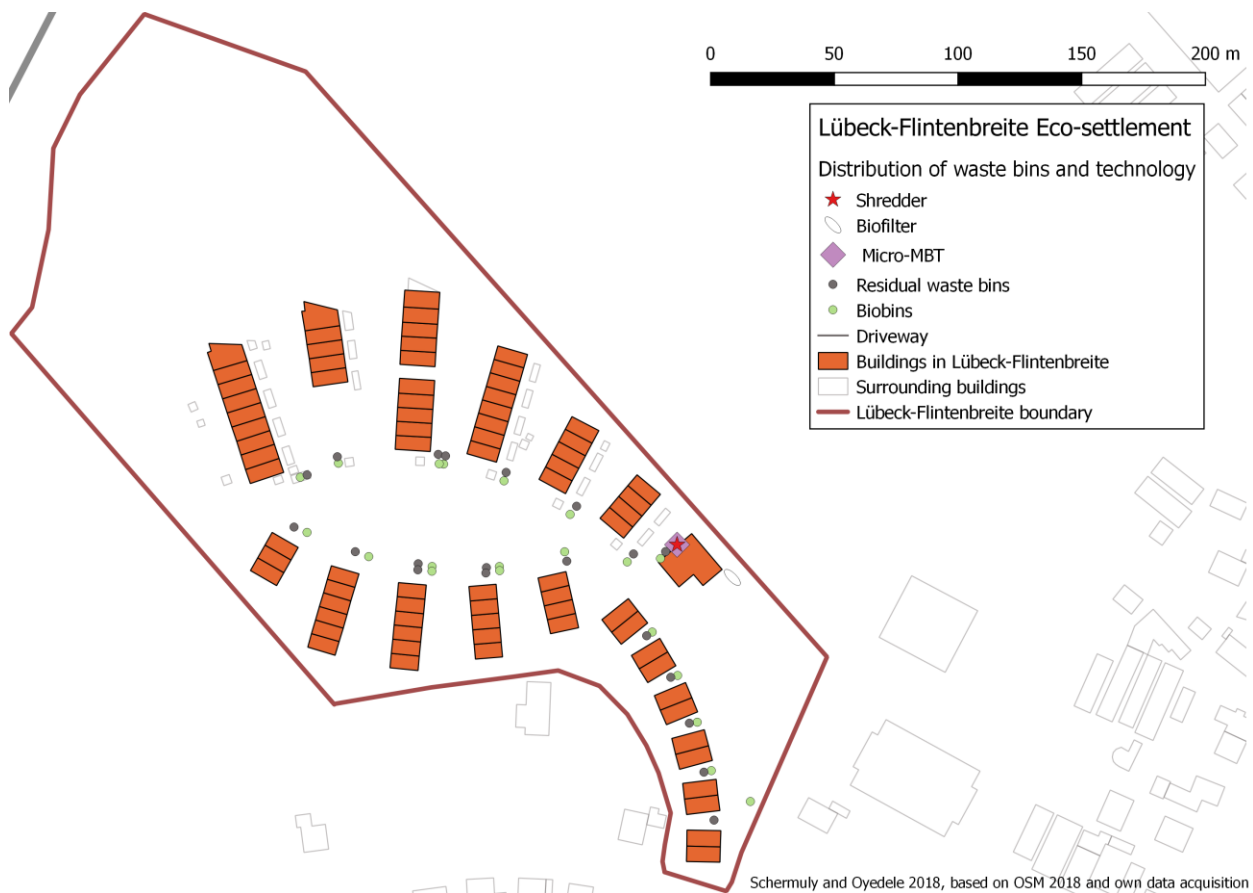 0 50 100 150 200 m
Lübeck-Flintenbreite Eco-settlement
Distribution of waste bins and technology
Shredder
Biofilter
Micro-MBT
Residual waste bins
Biobins
Driveway
Buildings in Lübeck-Flintenbreite
Surrounding buildings
Lübeck-Flintenbreite boundary
Schermuly and Oyedele 2018, based on OSM 2018 and own data acquisition